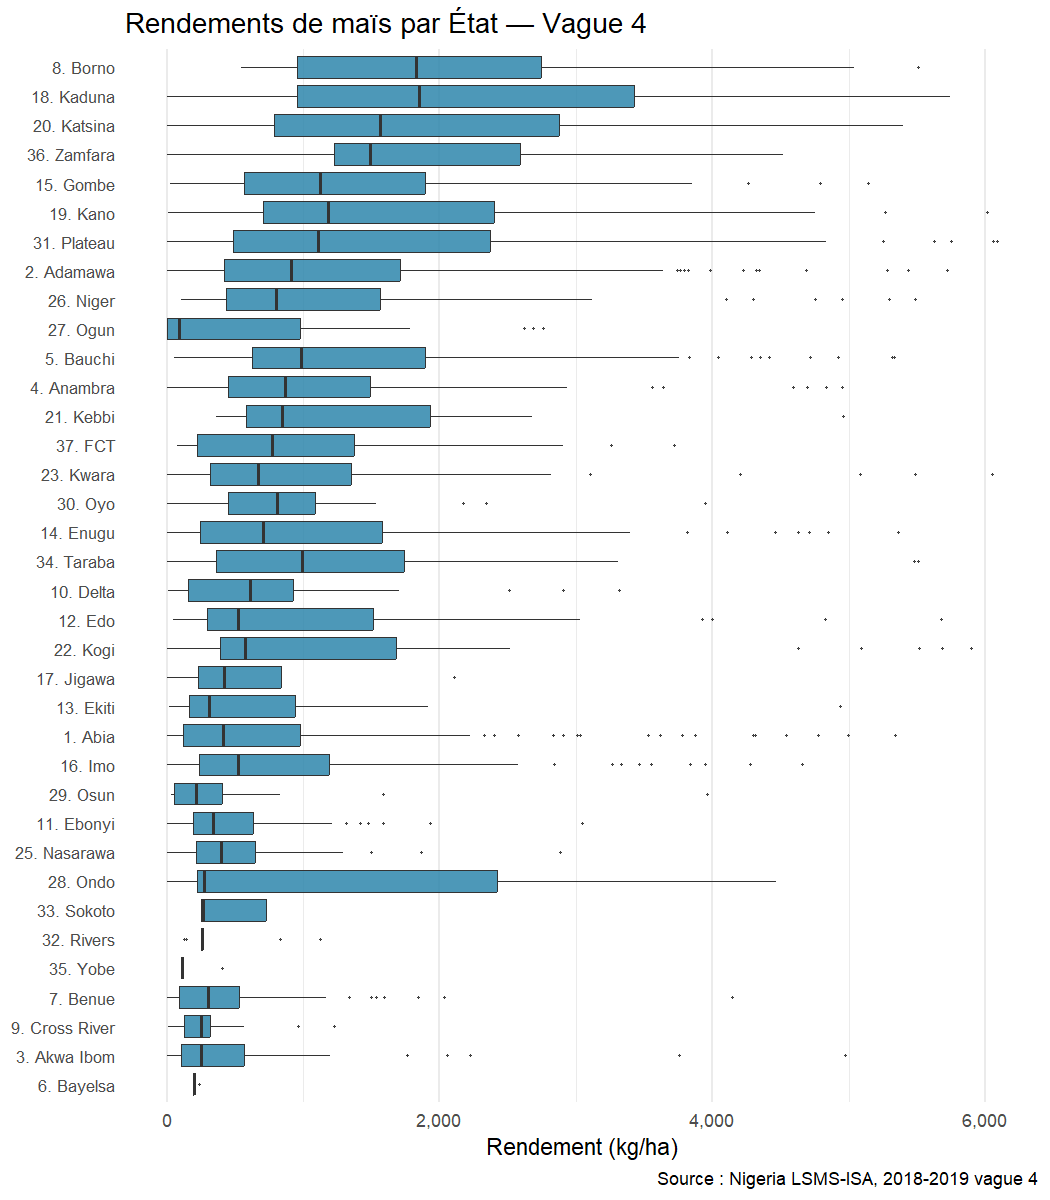 Rendements de maïs par État — Vague 4
8. Borno
18. Kaduna
20. Katsina
36. Zamfara
15. Gombe
19. Kano
31. Plateau
2. Adamawa
26. Niger
27. Ogun
5. Bauchi
4. Anambra
21. Kebbi
37. FCT
23. Kwara
30. Oyo
14. Enugu
34. Taraba
10. Delta
12. Edo
22. Kogi
17. Jigawa
13. Ekiti
1. Abia
16. Imo
29. Osun
11. Ebonyi
25. Nasarawa
28. Ondo
33. Sokoto
32. Rivers
35. Yobe
7. Benue
9. Cross River
3. Akwa Ibom
6. Bayelsa
0 2,000 4,000 6,000
Rendement (kg/ha)
Source : Nigeria LSMS-ISA, 2018-2019 vague 4